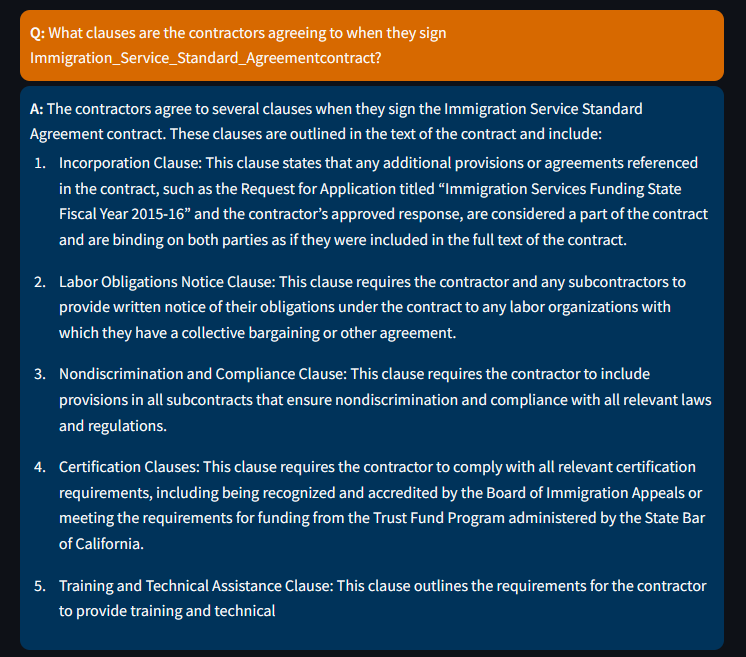 Q: What clauses are the contractors agreeing to when they sign
Immigration_Service_Standard_Agreementcontract?
A: The contractors agree to several clauses when they sign the Immigration Service Standard
Agreement contract. These clauses are outlined in the text of the contract and include:
1. Incorporation Clause: This clause states that any additional provisions or agreements referenced
in the contract, such as the Request for Application titled “Immigration Services Funding State
Fiscal Year 2015-16” and the contractor’s approved response, are considered a part of the contract
and are binding on both parties as if they were included in the full text of the contract.
2. Labor Obligations Notice Clause: This clause requires the contractor and any subcontractors to
provide written notice of their obligations under the contract to any labor organizations with
which they have a collective bargaining or other agreement.
3. Nondiscrimination and Compliance Clause: This clause requires the contractor to include
provisions in all subcontracts that ensure nondiscrimination and compliance with all relevant laws
and regulations.
4. Certification Clauses: This clause requires the contractor to comply with all relevant certification
requirements, including being recognized and accredited by the Board of Immigration Appeals or
meeting the requirements for funding from the Trust Fund Program administered by the State Bar
of California.
5. Training and Technical Assistance Clause: This clause outlines the requirements for the contractor
to provide training and technical